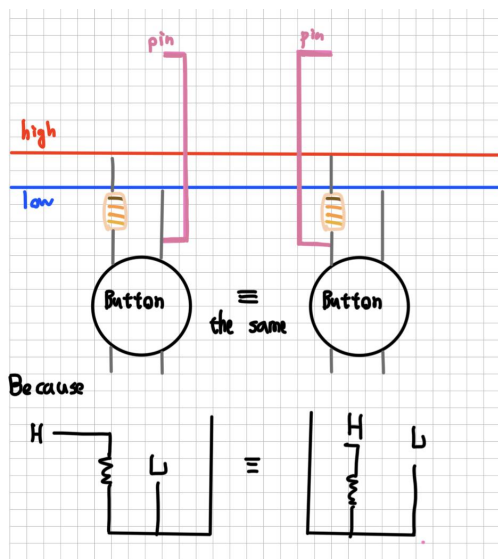 pin pin
high
low
Button ≡ Button
the same
Because
H L ≡ H L